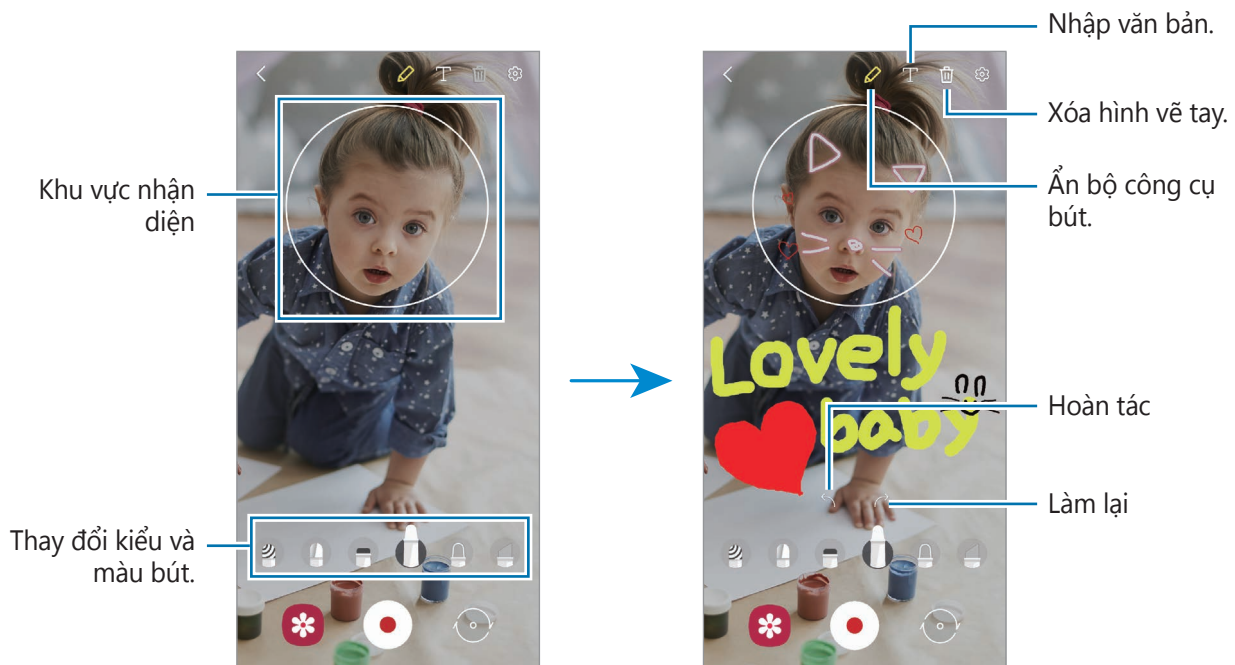 Nhập văn bản.
Xóa hình vẽ tay.
Khu vực nhận
diện
Ẩn bộ công cụ
bút.
T
T
Lovely
baby
Hoàn tác
Làm lại
Thay đổi kiểu và
màu bút.